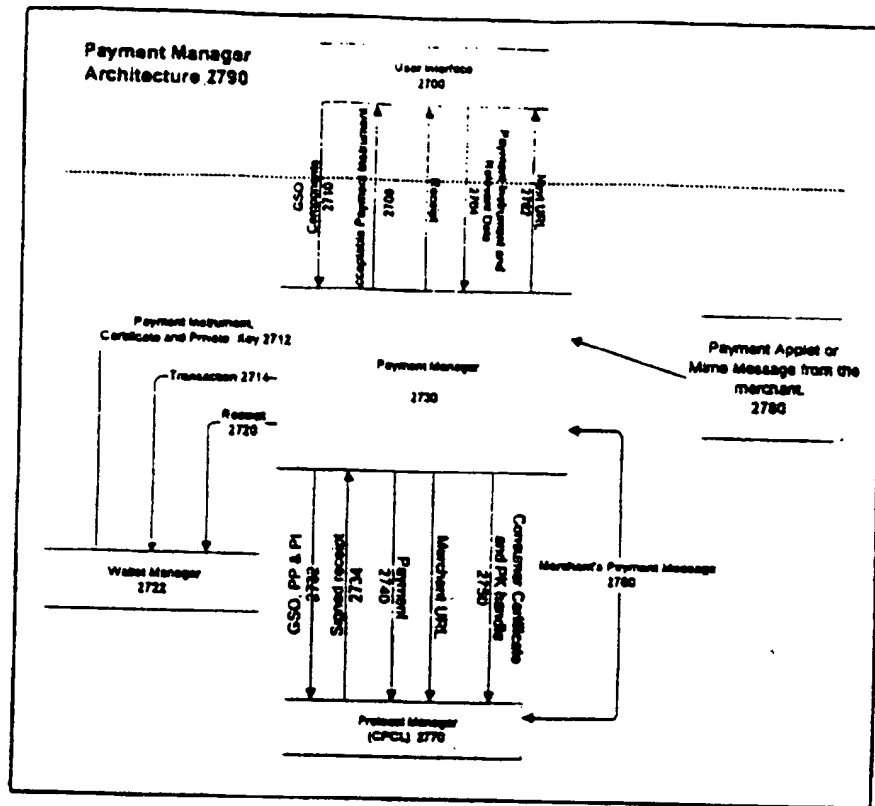 Payment Manager
Architecture 2790
User Interface
2700
GSO
Components
2710
cceptable Payment Instrument
2708
Receipt
Payment Instrument and
Relevant Data
2704
Next URL
2702
Payment Instrument,
Certificate and Private Key 2712
Transaction 2714
Receipt
2720
Payment Manager
2730
Payment Applet or
Mime Message from the
merchant.
2780
Wallet Manager
2722
GSO, PP & PI
Signed receipt
2734
Payment
2740
Merchant URL
Consumer Certificate
and PK handle
2750
Merchant's Payment Message
2760
Protocol Manager
(CPCL) 2770